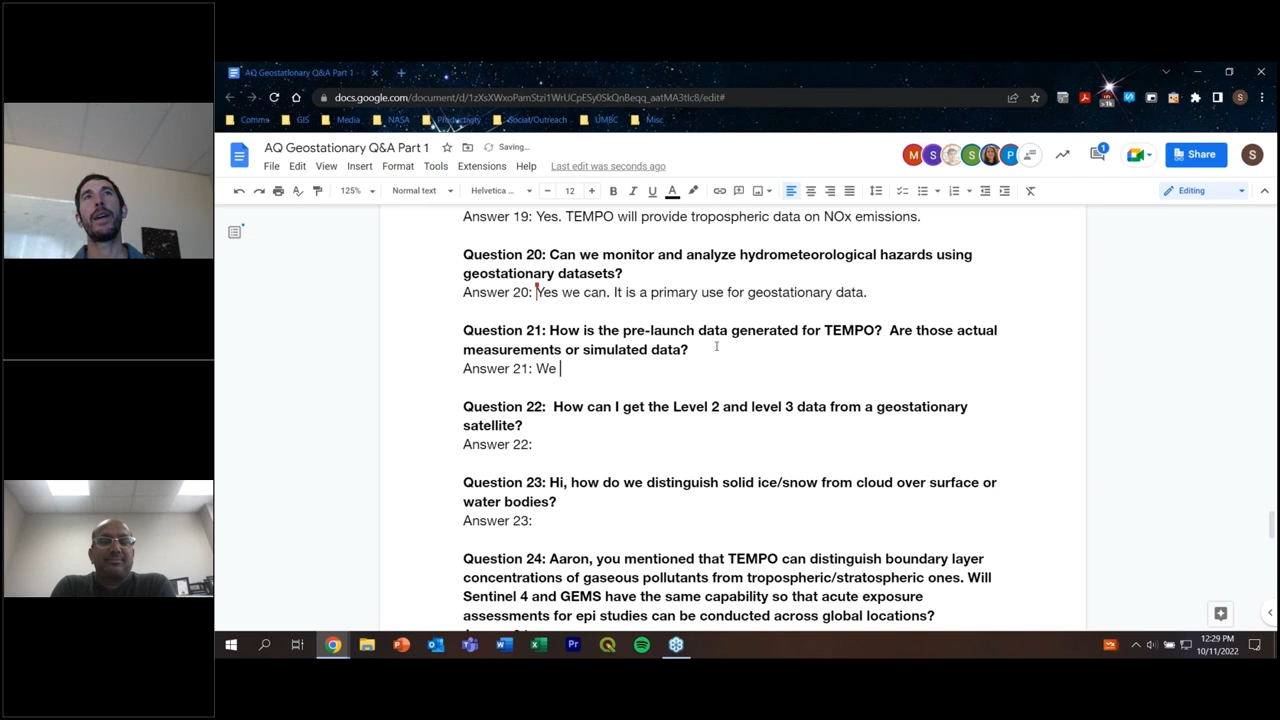 AQ Geostationary Q&A Part 1
docs.google.com/document/d/1zXsXWxoPamStzi1WrUCpESy0SkQnBeqq_aatMA3tIc8/edit#
Comms GIS Media NASA Productivity Social/Outreach UMBC Misc
AQ Geostationary Q&A Part 1 Saving...
File Edit View Insert Format Tools Extensions Help Last edit was seconds ago
M S S P 1 Share S
125% Normal text Helvetica ... 12 B I U A Editing
Answer 19: Yes. TEMPO will provide tropospheric data on NOx emissions.
Question 20: Can we monitor and analyze hydrometeorological hazards using
geostationary datasets?
Answer 20: Yes we can. It is a primary use for geostationary data.
Question 21: How is the pre-launch data generated for TEMPO?  Are those actual
measurements or simulated data?
Answer 21: We
Question 22:  How can I get the Level 2 and level 3 data from a geostationary
satellite?
Answer 22:
Question 23: Hi, how do we distinguish solid ice/snow from cloud over surface or
water bodies?
Answer 23:
Question 24: Aaron, you mentioned that TEMPO can distinguish boundary layer
concentrations of gaseous pollutants from tropospheric/stratospheric ones. Will
Sentinel 4 and GEMS have the same capability so that acute exposure
assessments for epi studies can be conducted across global locations?
12:29 PM
10/11/2022